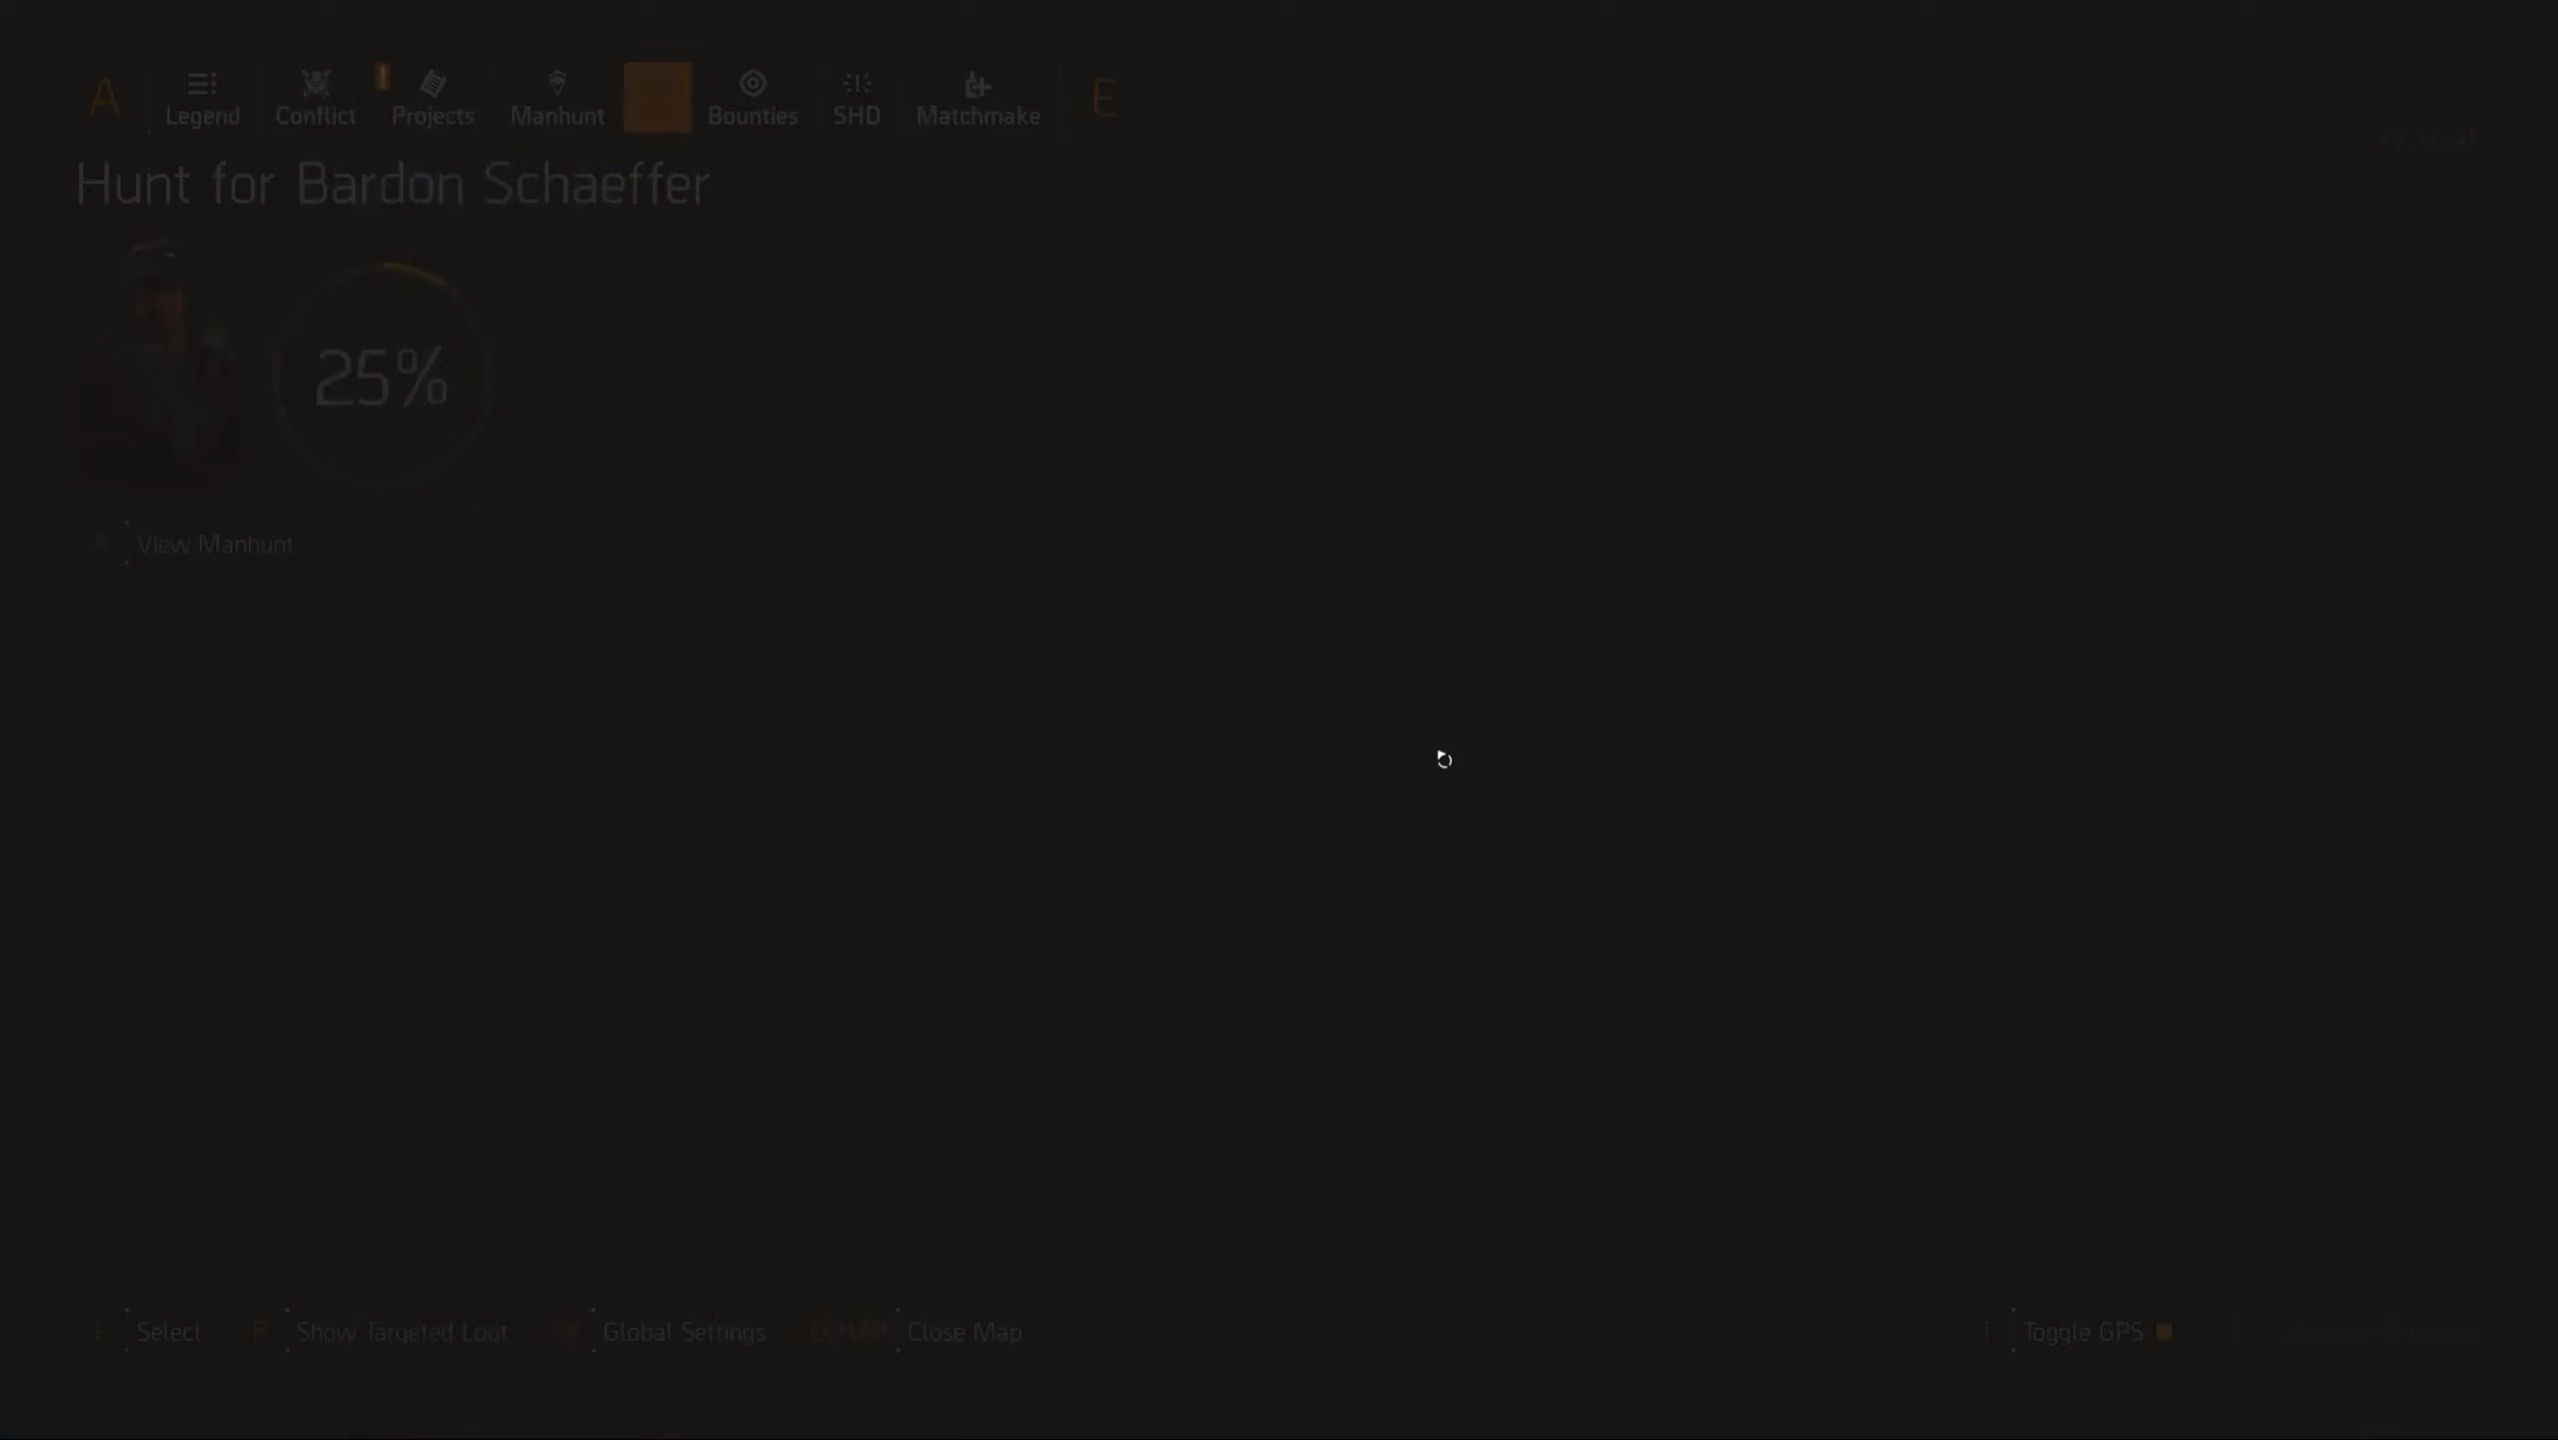 A Legend Conflict Projects Manhunt Bounties SHD Matchmake E
Hunt for Bardon Schaeffer
25%
View Manhunt
Select Show Targeted Loot Global Settings Close Map Toggle GPS